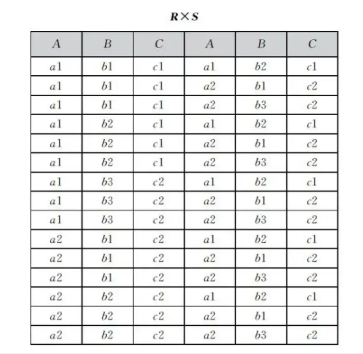 R×S
A B C A B C
a1 b1 c1 a1 b2 c1
a1 b1 c1 a2 b1 c2
a1 b1 c1 a2 b3 c2
a1 b2 c1 a1 b2 c1
a1 b2 c1 a2 b1 c2
a1 b2 c1 a2 b3 c2
a1 b3 c2 a1 b2 c1
a1 b3 c2 a2 b1 c2
a1 b3 c2 a2 b3 c2
a2 b1 c2 a1 b2 c1
a2 b1 c2 a2 b1 c2
a2 b1 c2 a2 b3 c2
a2 b2 c2 a1 b2 c1
a2 b2 c2 a2 b1 c2
a2 b2 c2 a2 b3 c2